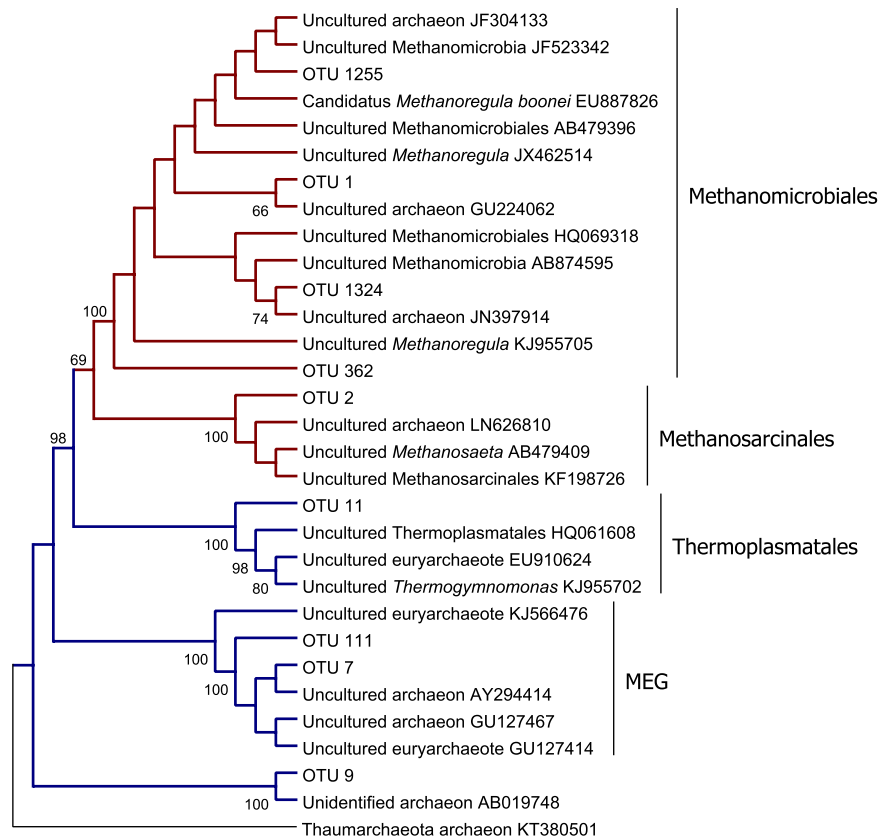 Uncultured archaeon JF304133
Uncultured Methanomicrobia JF523342
OTU 1255
Candidatus Methanoregula boonei EU887826
Uncultured Methanomicrobiales AB479396
Uncultured Methanoregula JX462514
OTU 1
Uncultured archaeon GU224062
66
Uncultured Methanomicrobiales HQ069318
Uncultured Methanomicrobia AB874595
OTU 1324
Uncultured archaeon JN397914
74
Uncultured Methanoregula KJ955705
100
OTU 362
69
Methanomicrobiales
OTU 2
Uncultured archaeon LN626810
100
Uncultured Methanosaeta AB479409
Uncultured Methanosarcinales KF198726
Methanosarcinales
98
OTU 11
Uncultured Thermoplasmatales HQ061608
100
Uncultured euryarchaeote EU910624
98
Uncultured Thermogymnomonas KJ955702
80
Thermoplasmatales
Uncultured euryarchaeote KJ566476
OTU 111
100
OTU 7
100
Uncultured archaeon AY294414
Uncultured archaeon GU127467
Uncultured euryarchaeote GU127414
MEG
OTU 9
Unidentified archaeon AB019748
100
Thaumarchaeota archaeon KT380501